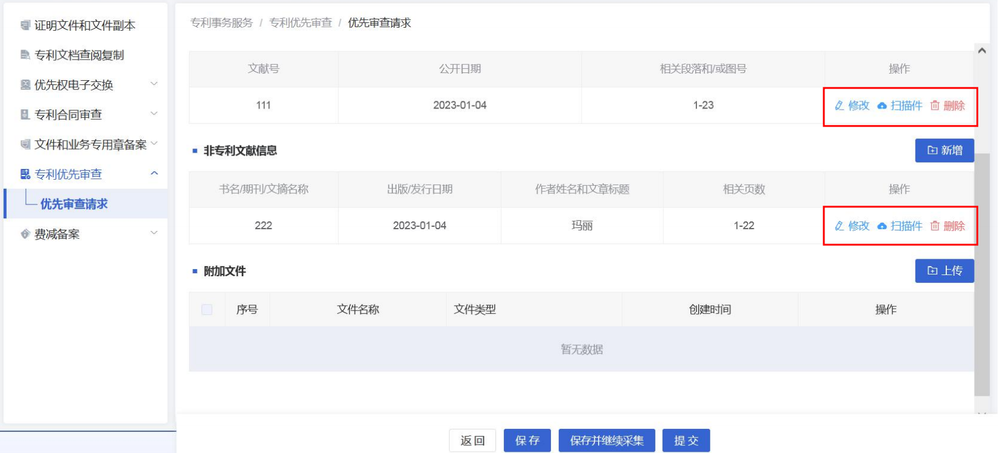 证明文件和文件副本
专利文档查阅复制
优先权电子交换
专利合同审查
文件和业务专用章备案
专利优先审查
优先审查请求
费减备案
专利事务服务 / 专利优先审查 / 优先审查请求
文献号 公开日期 相关段落和/或图号 操作
111 2023-01-04 1-23 修改 扫描件 删除
非专利文献信息 新增
书名/期刊/文摘名称 出版/发行日期 作者姓名和文章标题 相关页数 操作
222 2023-01-04 玛丽 1-22 修改 扫描件 删除
附加文件 上传
序号 文件名称 文件类型 创建时间 操作
暂无数据
返回 保存 保存并继续采集 提交